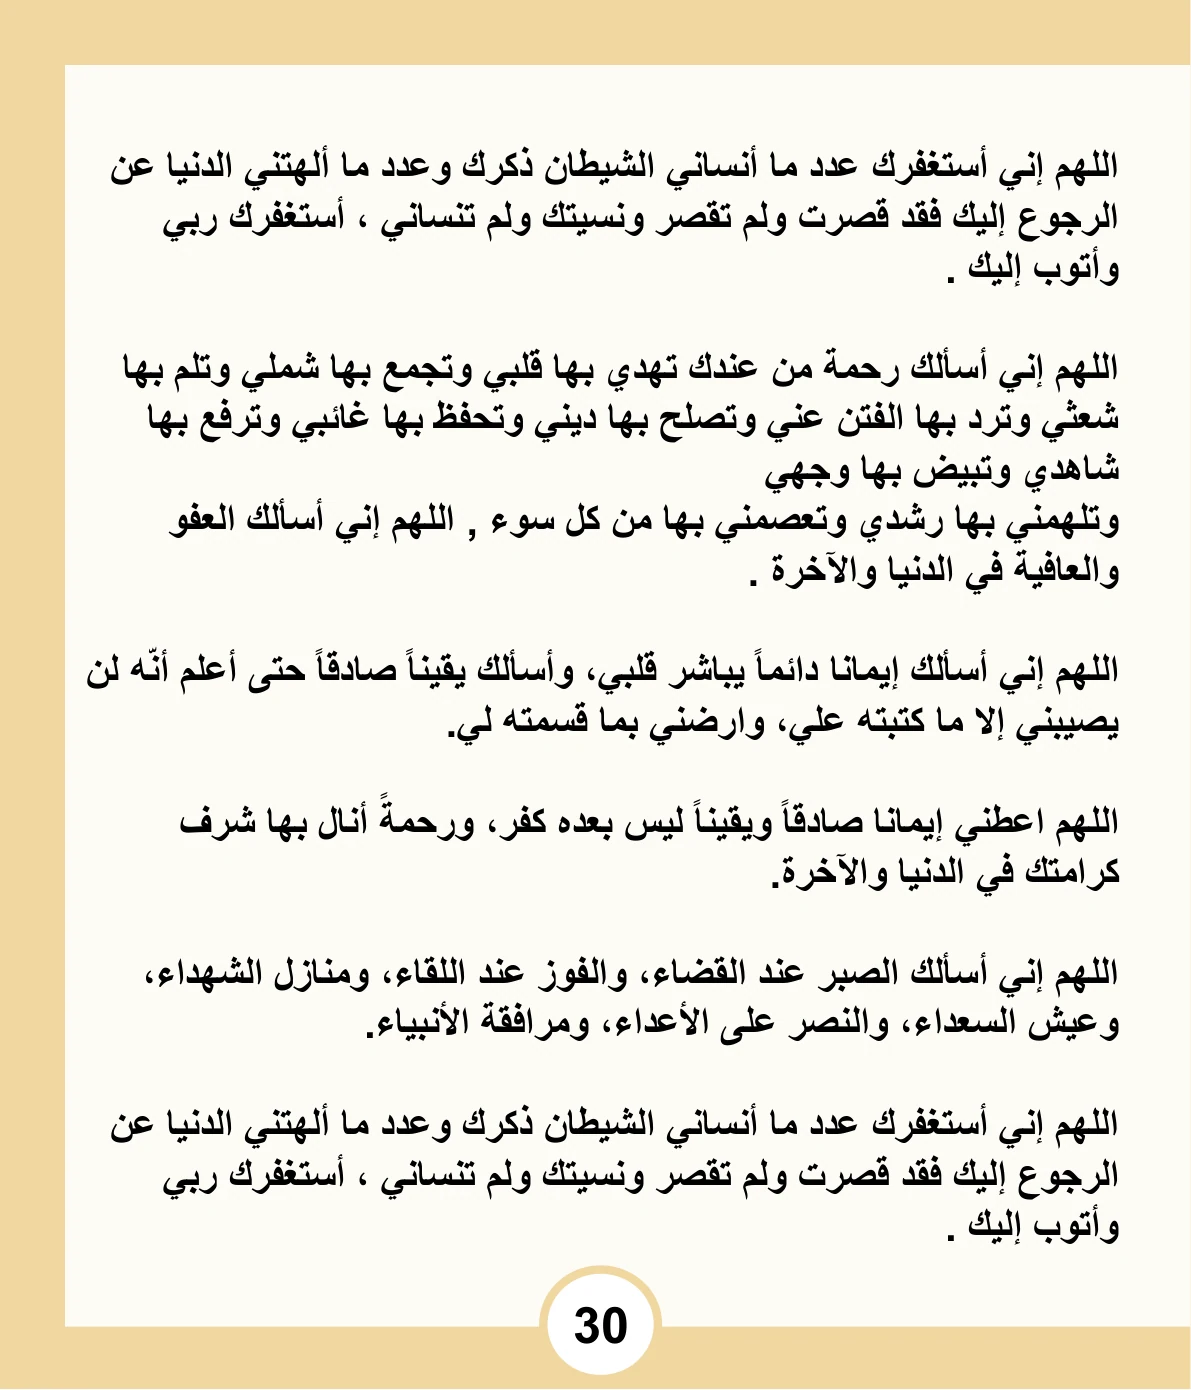 اللهم إني أستغفرك عدد ما أنساني الشيطان ذكرك وعدد ما ألهتني الدنيا عن
الرجوع إليك فقد قصرت ولم تقصر ونسيتك ولم تنساني ، أستغفرك ربي
وأتوب إليك .
اللهم إني أسألك رحمة من عندك تهدي بها قلبي وتجمع بها شملي وتلم بها
شعثي وترد بها الفتن عني وتصلح بها ديني وتحفظ بها غائبي وترفع بها
شاهدي وتبيض بها وجهي
وتلهمني بها رشدي وتعصمني بها من كل سوء , اللهم إني أسألك العفو
والعافية في الدنيا والآخرة .
اللهم إني أسألك إيمانا دائماً يباشر قلبي، وأسألك يقيناً صادقاً حتى أعلم أنّه لن
يصيبني إلا ما كتبته علي، وارضني بما قسمته لي.
اللهم اعطني إيمانا صادقاً ويقيناً ليس بعده كفر، ورحمةً أنال بها شرف
كرامتك في الدنيا والآخرة.
اللهم إني أسألك الصبر عند القضاء، والفوز عند اللقاء، ومنازل الشهداء،
وعيش السعداء، والنصر على الأعداء، ومرافقة الأنبياء.
اللهم إني أستغفرك عدد ما أنساني الشيطان ذكرك وعدد ما ألهتني الدنيا عن
الرجوع إليك فقد قصرت ولم تقصر ونسيتك ولم تنساني ، أستغفرك ربي
وأتوب إليك .
30